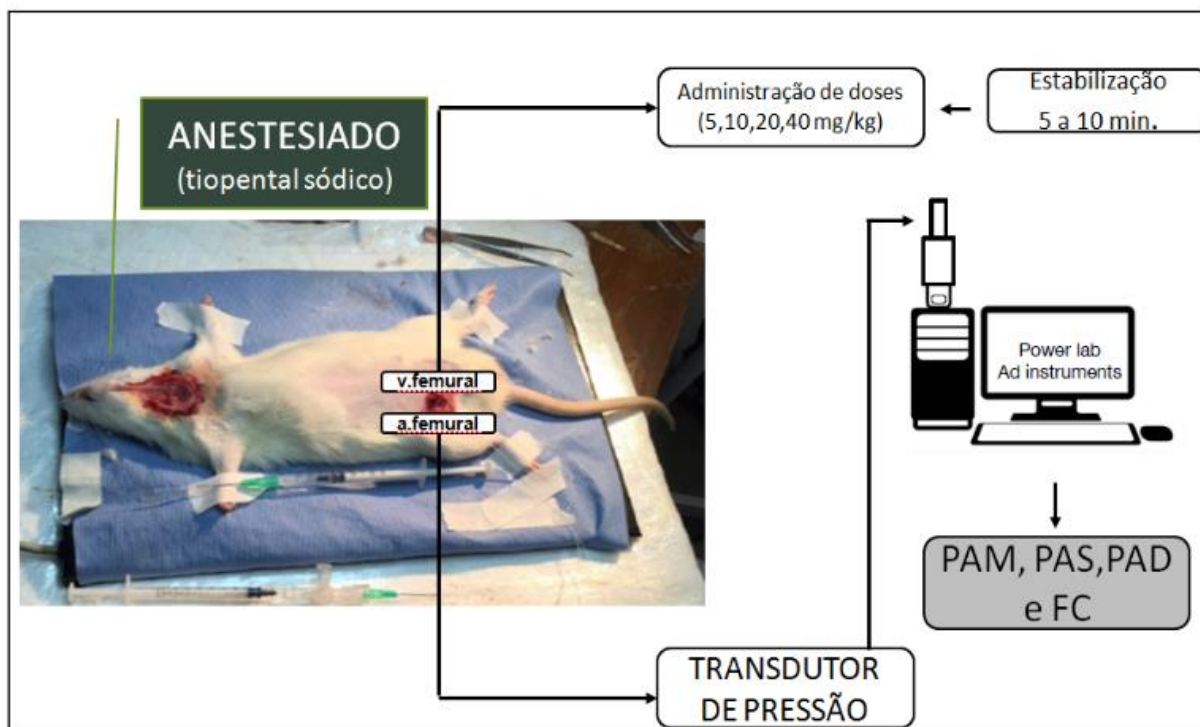 ANESTESIADO
(tiopental sódico)
Administração de doses
(5,10,20,40 mg/kg)
Estabilização
5 a 10 min.
v.femural
a.femural
Power lab
Ad instruments
PAM, PAS,PAD
e FC
TRANSDUTOR
DE PRESSÃO